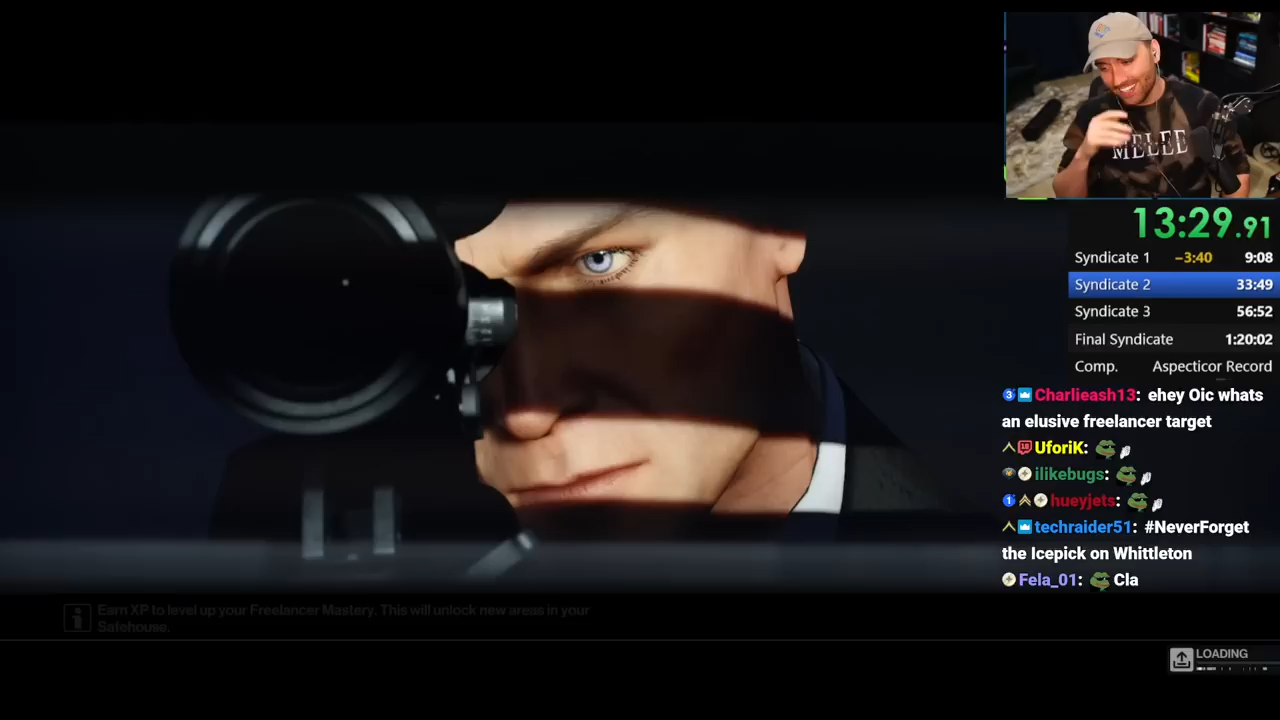 MELEE
13:29.91
Syndicate 1 −3:40 9:08
Syndicate 2 33:49
Syndicate 3 56:52
Final Syndicate 1:20:02
Comp. Aspecticor Record
Charlieash13: ehey Oic whats
an elusive freelancer target
UforiK:
ilikebugs:
hueyjets:
techraider51: #NeverForget
the Icepick on Whittleton
Fela_01: Cla
Earn XP to level up your Freelancer Mastery. This will unlock new areas in your
Safehouse.
LOADING